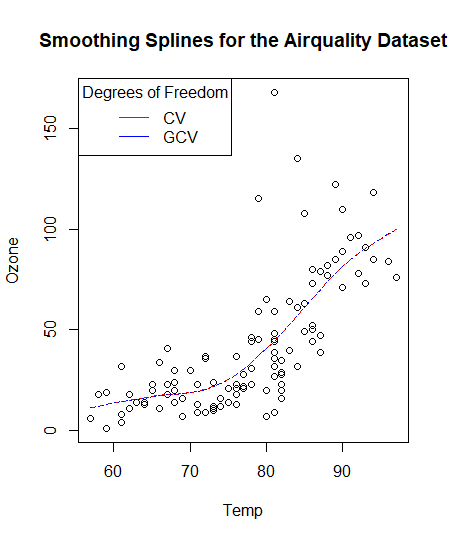 Smoothing Splines for the Airquality Dataset
Degrees of Freedom
CV
GCV
150
100
50
0
Ozone
60 70 80 90
Temp